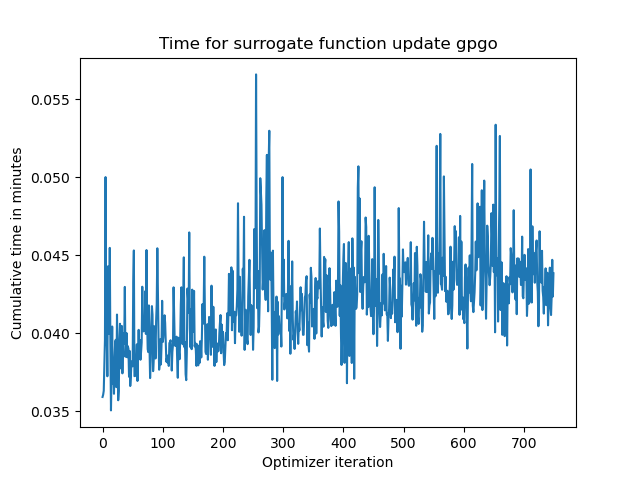 Time for surrogate function update gpgo
Cumulative time in minutes
0.055
0.050
0.045
0.040
0.035
0 100 200 300 400 500 600 700
Optimizer iteration